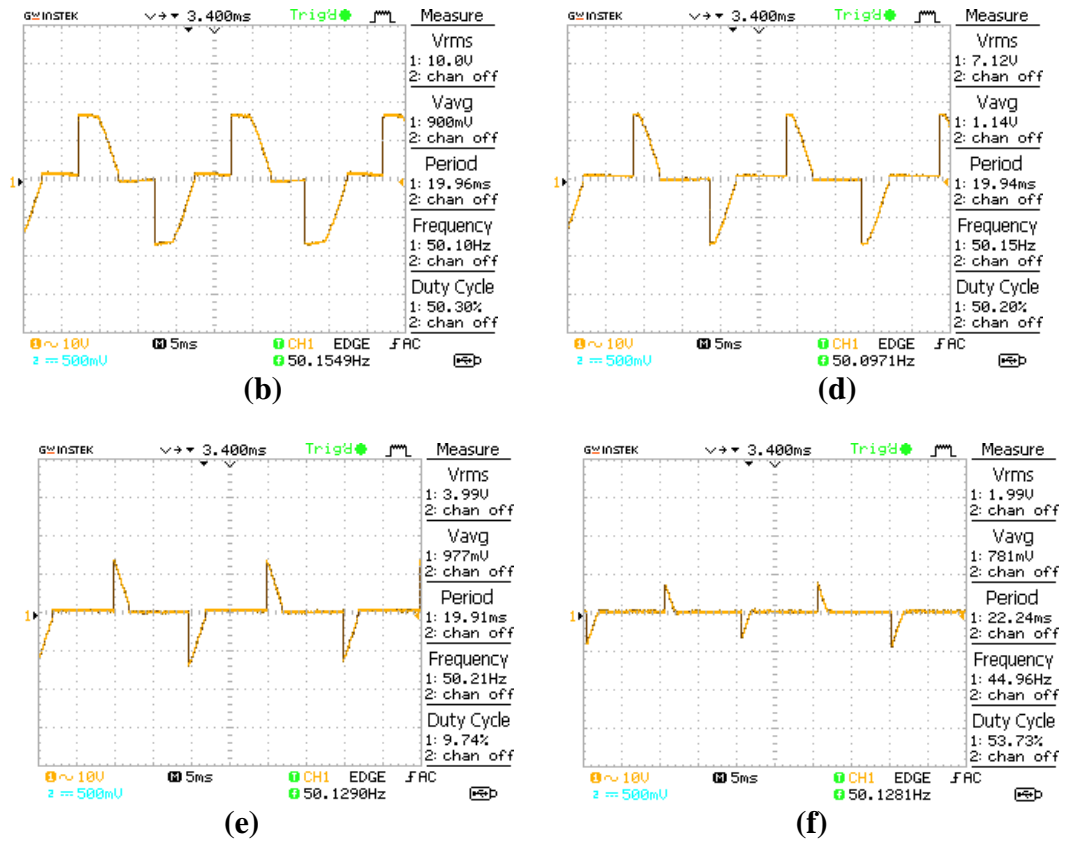 GWINSTEK 3.400ms Trig'd Measure
Vrms
1: 10.0V
2: chan off
Vavg
1: 900mV
2: chan off
Period
1: 19.96ms
2: chan off
Frequency
1: 50.10Hz
2: chan off
Duty Cycle
1: 50.30%
2: chan off
1
1 ~ 10V M 5ms T CH1 EDGE ƒAC
2 == 500mV f 50.1549Hz
(b)
GWINSTEK 3.400ms Trig'd Measure
Vrms
1: 7.12V
2: chan off
Vavg
1: 1.14V
2: chan off
Period
1: 19.94ms
2: chan off
Frequency
1: 50.15Hz
2: chan off
Duty Cycle
1: 50.20%
2: chan off
1
1 ~ 10V M 5ms T CH1 EDGE ƒAC
2 == 500mV f 50.0971Hz
(d)
GWINSTEK 3.400ms Trig'd Measure
Vrms
1: 3.99V
2: chan off
Vavg
1: 977mV
2: chan off
Period
1: 19.91ms
2: chan off
Frequency
1: 50.21Hz
2: chan off
Duty Cycle
1: 9.74%
2: chan off
1
1 ~ 10V M 5ms T CH1 EDGE ƒAC
2 == 500mV f 50.1290Hz
(e)
GWINSTEK 3.400ms Trig'd Measure
Vrms
1: 1.99V
2: chan off
Vavg
1: 781mV
2: chan off
Period
1: 22.24ms
2: chan off
Frequency
1: 44.96Hz
2: chan off
Duty Cycle
1: 53.73%
2: chan off
1
1 ~ 10V M 5ms T CH1 EDGE ƒAC
2 == 500mV f 50.1281Hz
(f)